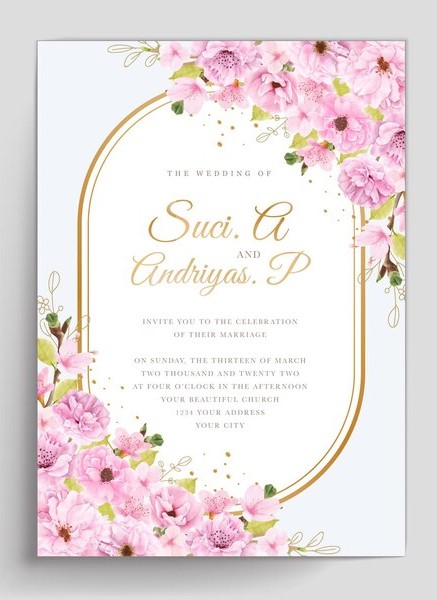 THE WEDDING OF
Suci. A
AND
Andriyas. P
INVITE YOU TO THE CELEBRATION
OF THEIR MARRIAGE
ON SUNDAY, THE THIRTEEN OF MARCH
TWO THOUSAND AND TWENTY TWO
AT FOUR O'CLOCK IN THE AFTERNOON
YOUR BEAUTIFUL CHURCH
1234 YOUR ADDRESS
YOUR CITY